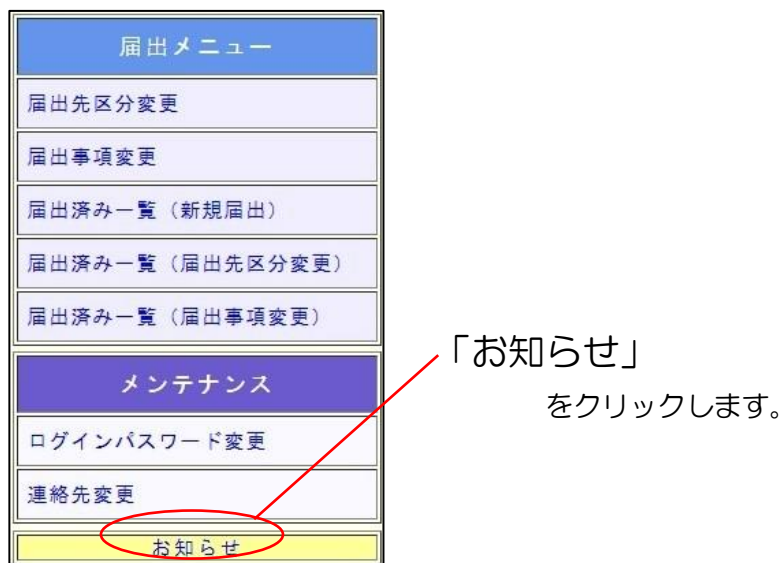 届出メニュー
届出先区分変更
届出事項変更
届出済み一覧（新規届出）
届出済み一覧（届出先区分変更）
届出済み一覧（届出事項変更）
メンテナンス
ログインパスワード変更
連絡先変更
お知らせ
「お知らせ」
をクリックします。